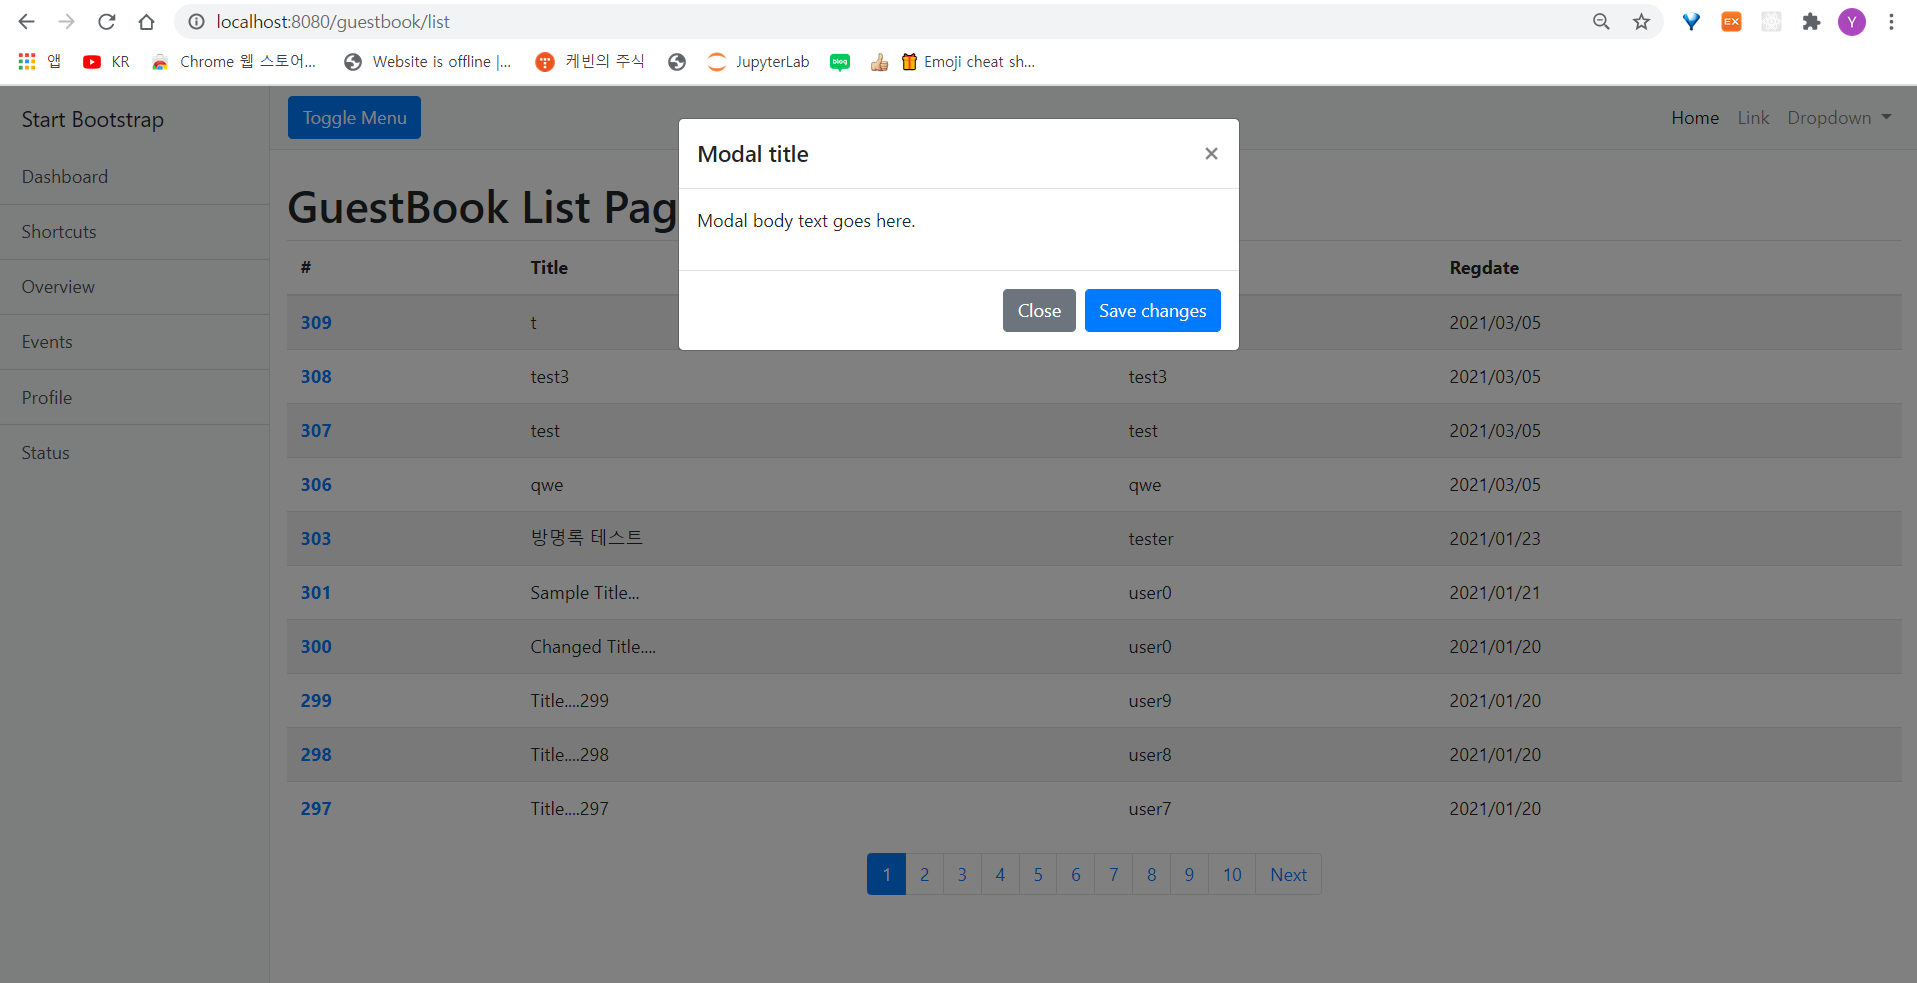 localhost:8080/guestbook/list
EX
Y
앱 KR Chrome 웹 스토어... Website is offline |... 케빈의 주식 JupyterLab blog Emoji cheat sh...
Start Bootstrap
Dashboard
Shortcuts
Overview
Events
Profile
Status
Toggle Menu Home Link Dropdown
Modal title ×
Modal body text goes here.
Close Save changes
GuestBook List Pag
# Title Regdate
309 t 2021/03/05
308 test3 test3 2021/03/05
307 test test 2021/03/05
306 qwe qwe 2021/03/05
303 방명록 테스트 tester 2021/01/23
301 Sample Title... user0 2021/01/21
300 Changed Title.... user0 2021/01/20
299 Title....299 user9 2021/01/20
298 Title....298 user8 2021/01/20
297 Title....297 user7 2021/01/20
1 2 3 4 5 6 7 8 9 10 Next